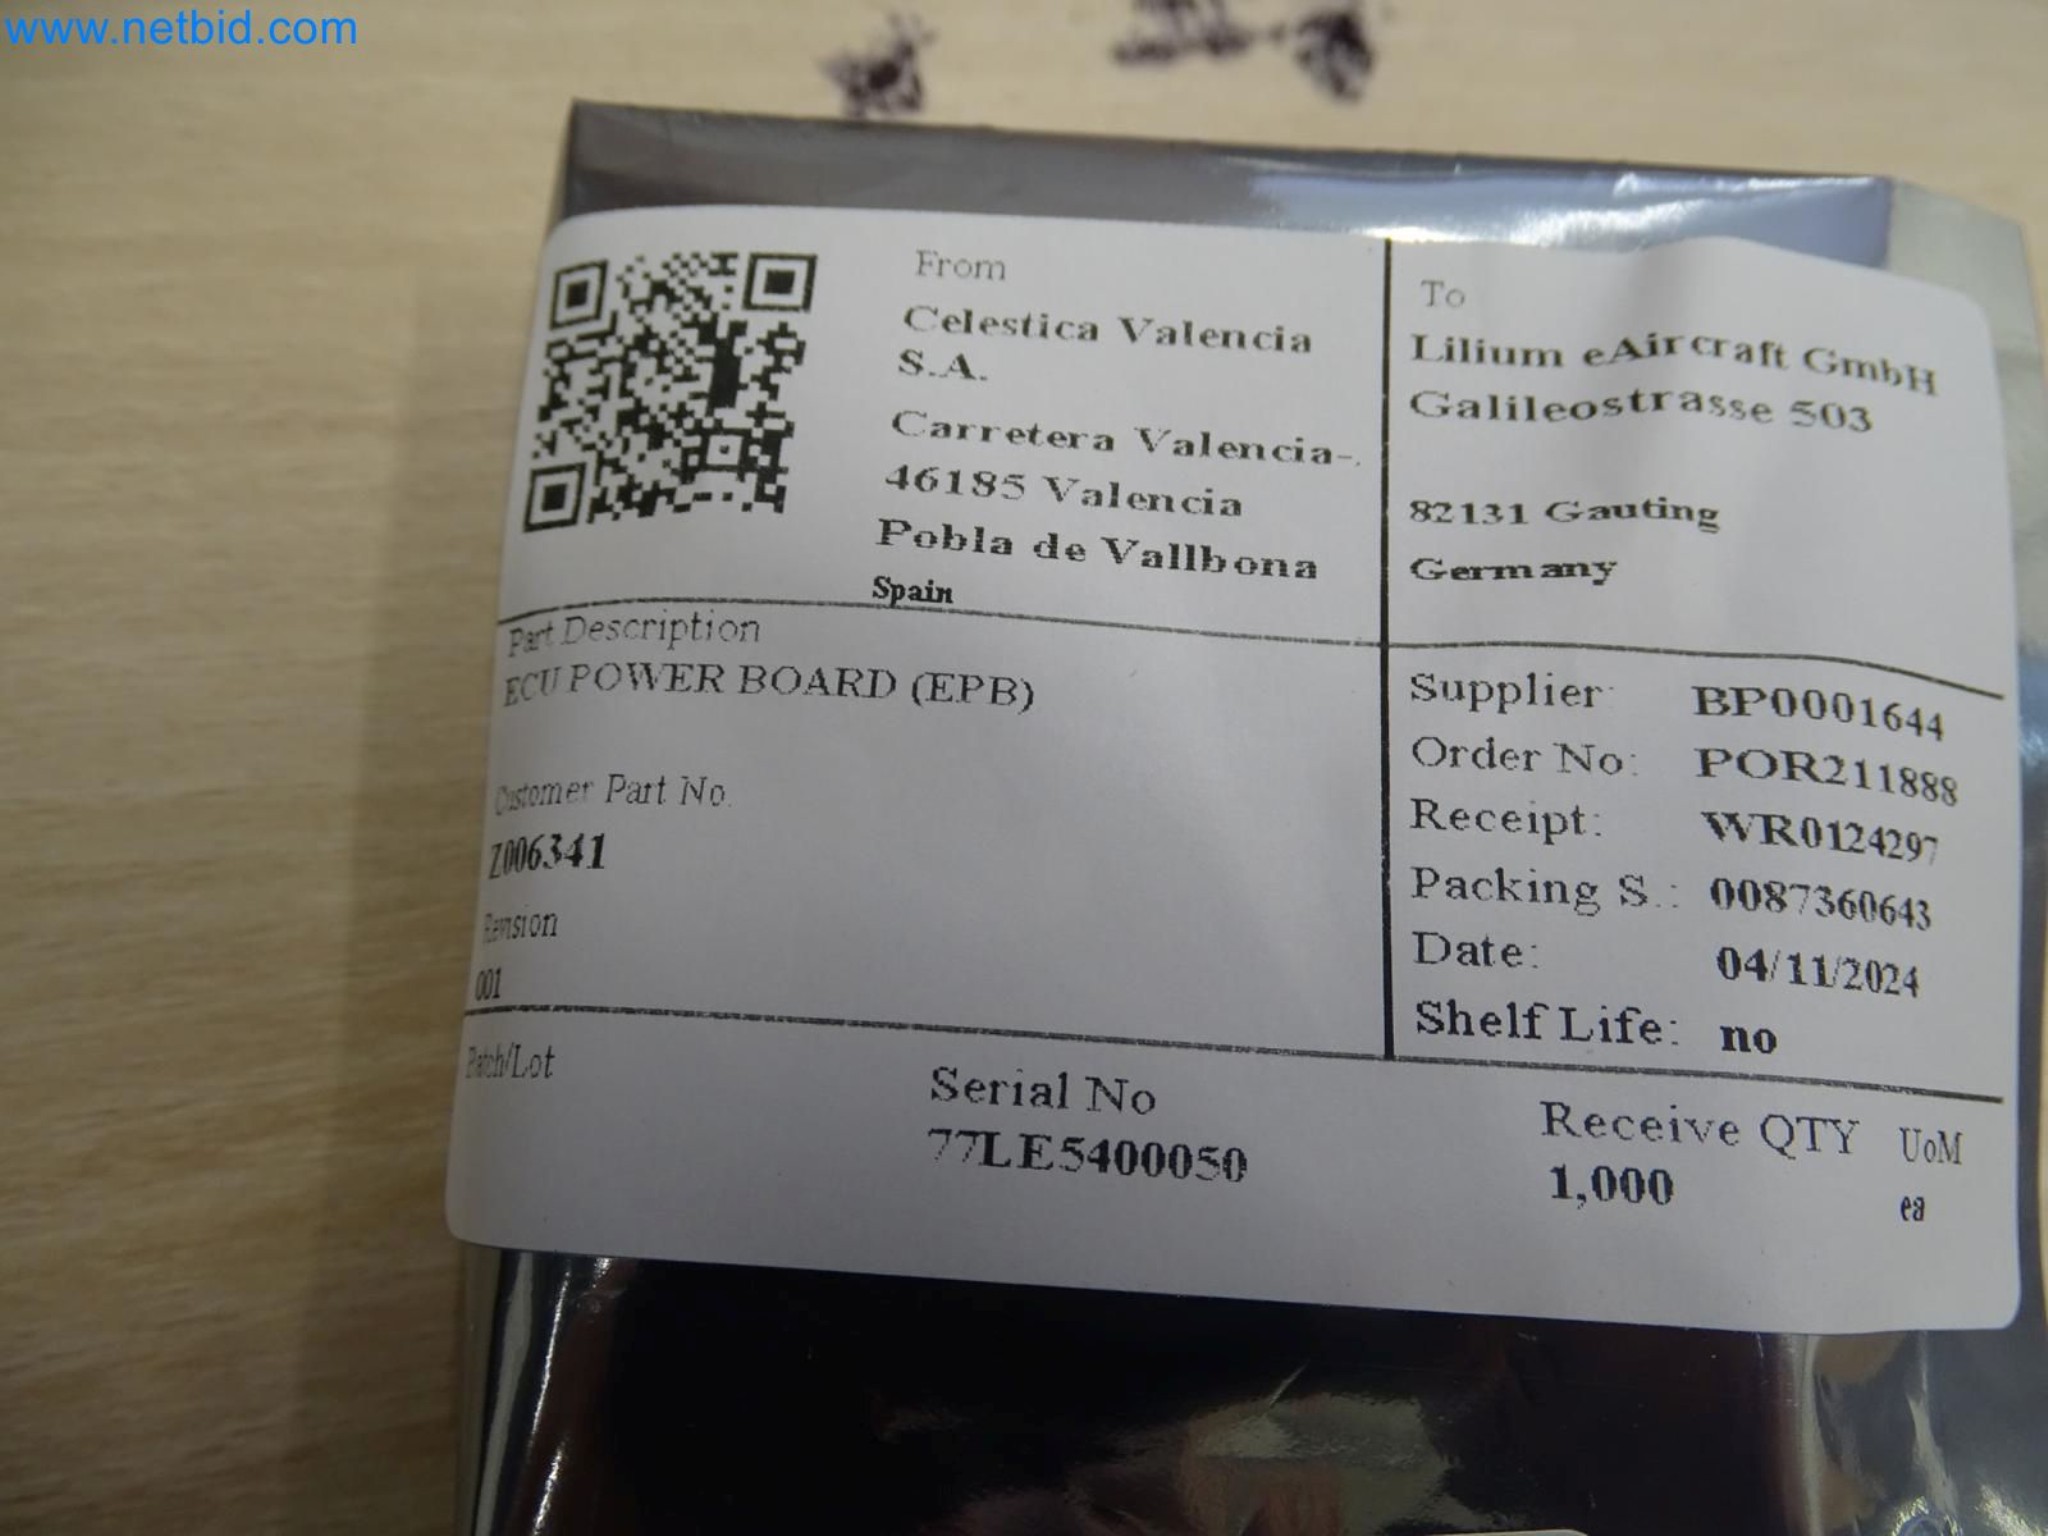 www.netbid.com
From
Celestica Valencia
S.A.
Carretera Valencia-.
46185 Valencia
Pobla de Vallbona
Spain
To
Lilium eAircraft GmbH
Galileostrasse 503
82131 Gauting
Germany
Part Description
ECU POWER BOARD (EPB)
Customer Part No.
Z006341
Revision
001
Supplier: BP0001644
Order No: POR211888
Receipt: WR0124297
Packing S.: 0087360643
Date: 04/11/2024
Shelf Life: no
Batch/Lot
Serial No
77LE5400050
Receive QTY UoM
1,000 ea